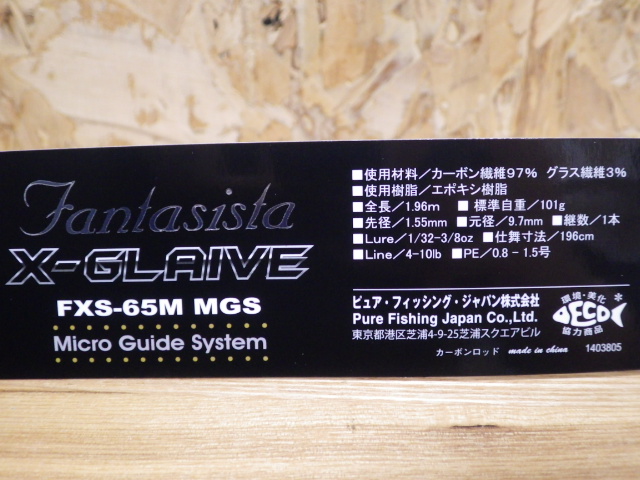 Fantasista
X-GLAIVE
FXS-65M MGS
Micro Guide System
■使用材料／カーボン繊維97% グラス繊維3%
■使用樹脂／エポキシ樹脂
■全長／1.96m ■標準自重／101g
■先径／1.55mm ■元径／9.7mm ■継数／1本
■Lure／1/32-3/8oz ■仕舞寸法／196cm
■Line／4-10lb ■PE／0.8-1.5号
ピュア・フィッシング・ジャパン株式会社
Pure Fishing Japan Co.,Ltd.
東京都港区芝浦4-9-25芝浦スクエアビル
カーボンロッド made in china
環境・美化
ECO
協力商品
1403805